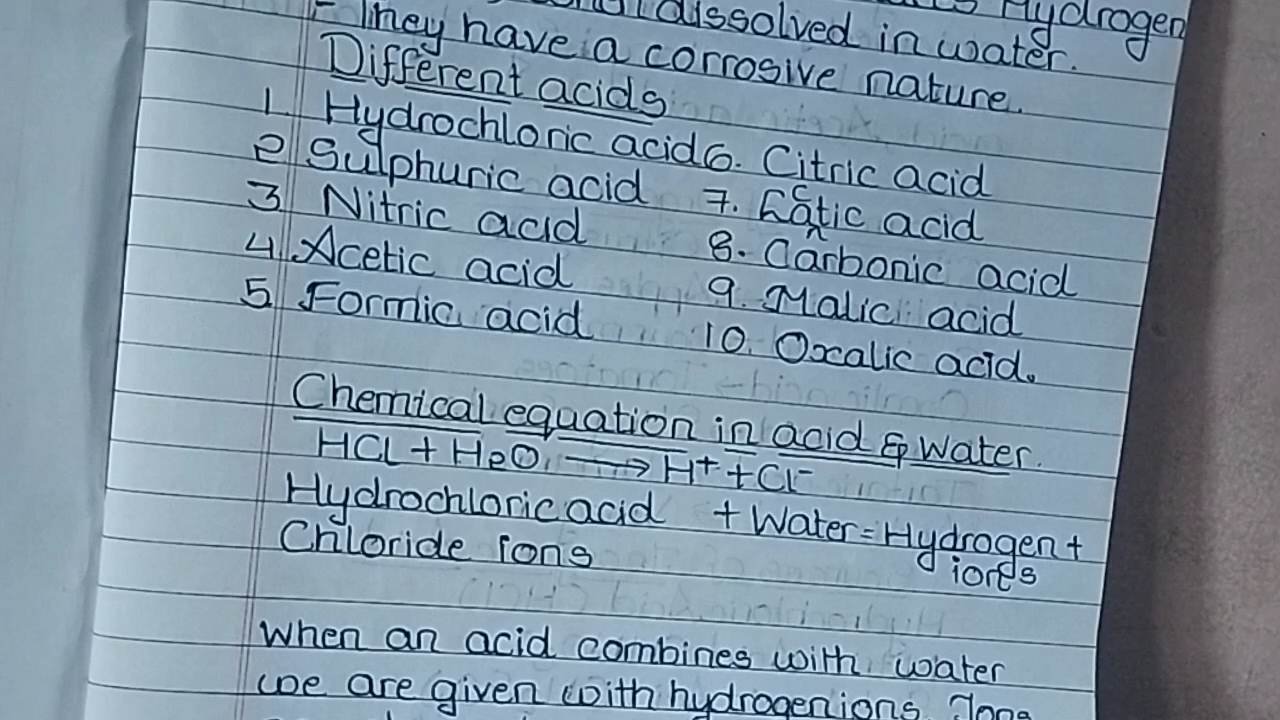 dissolved in water. Hydrogen
- They have a corrosive nature.
Different acids
1. Hydrochloric acid 6. Citric acid
2 Sulphuric acid 7. Lactic acid
3. Nitric acid 8. Carbonic acid
4. Acetic acid 9. Malic acid
5. Formic acid 10. Oxalic acid.
Chemical equation in acid & Water.
HCl + H2O → H+ + Cl-
Hydrochloric acid + Water = Hydrogen +
ions
Chloride ions
When an acid combines with water
we are given with hydrogen ions.